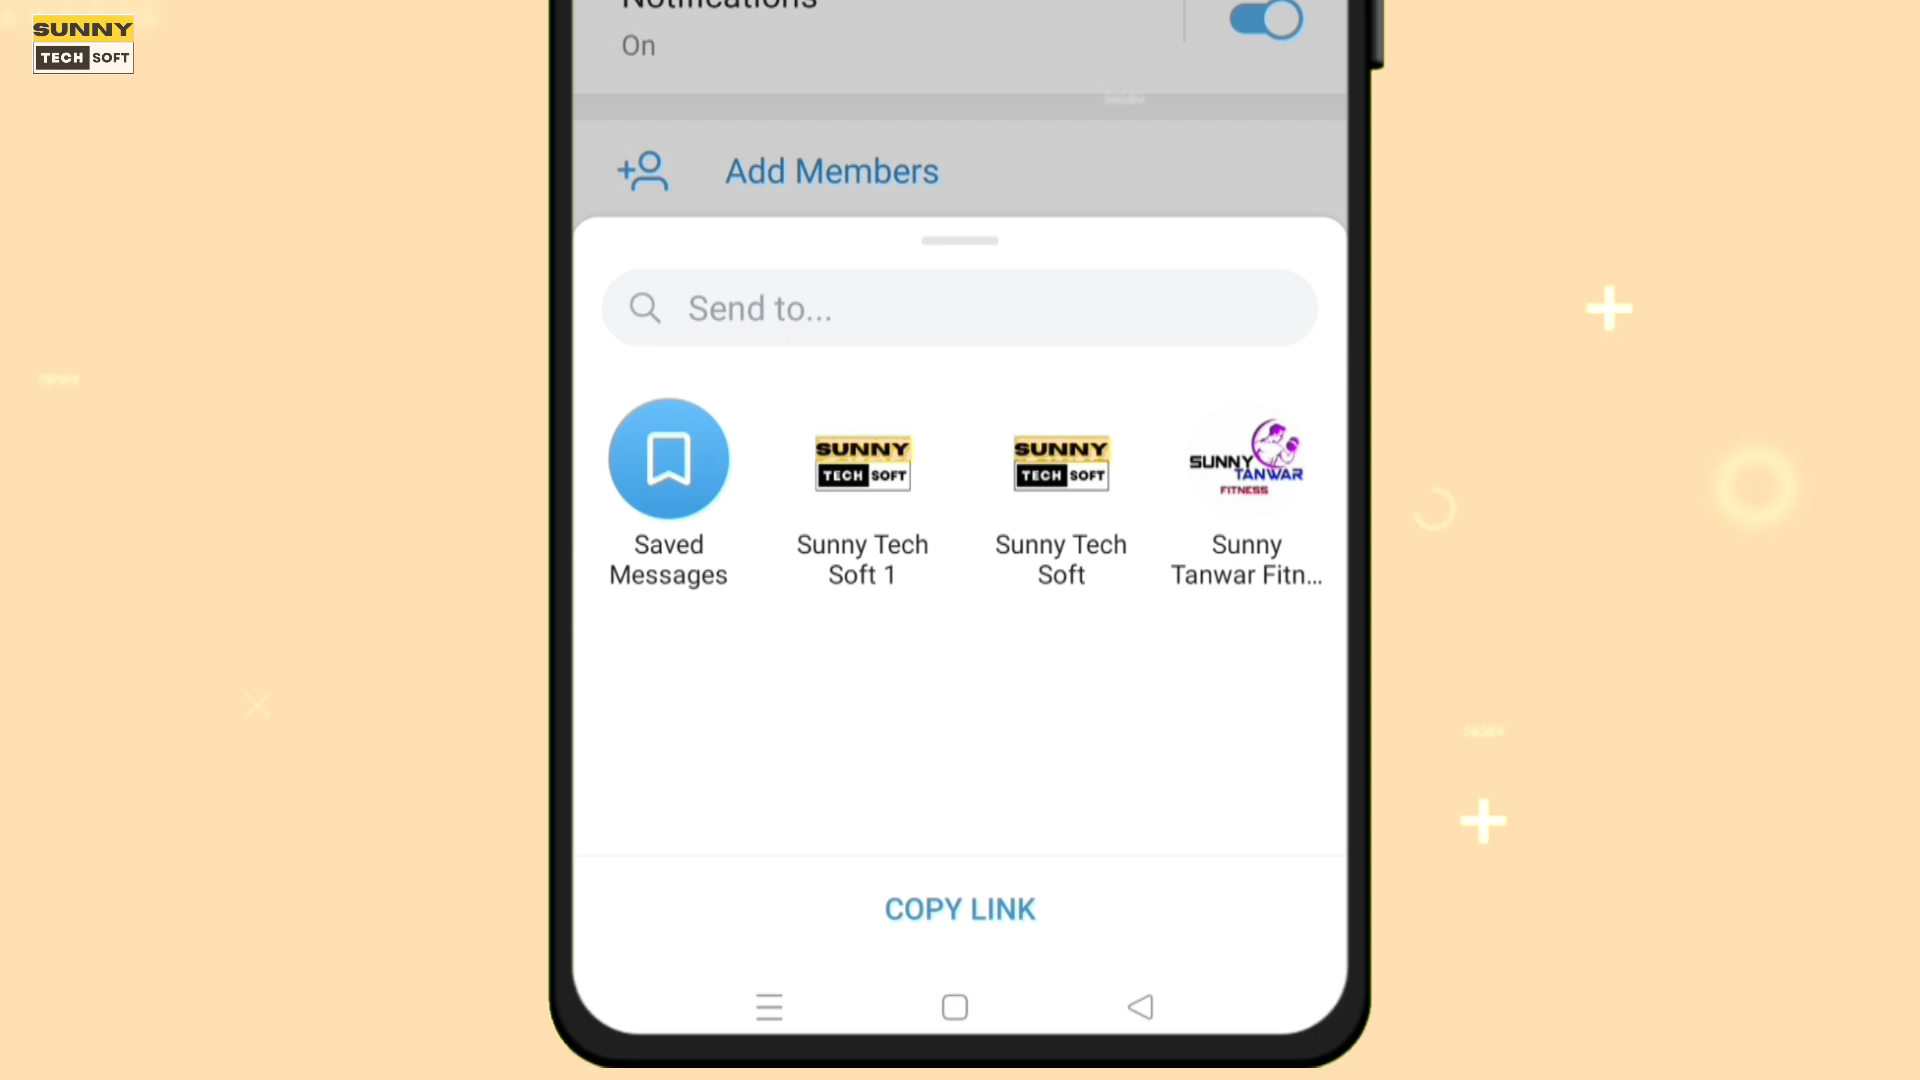 SUNNY
TECH SOFT
Notifications
On
Add Members
Send to...
SUNNY
TECH SOFT
SUNNY
TECH SOFT
SUNNY
TANWAR
FITNESS
Saved
Messages
Sunny Tech
Soft 1
Sunny Tech
Soft
Sunny
Tanwar Fitn...
COPY LINK